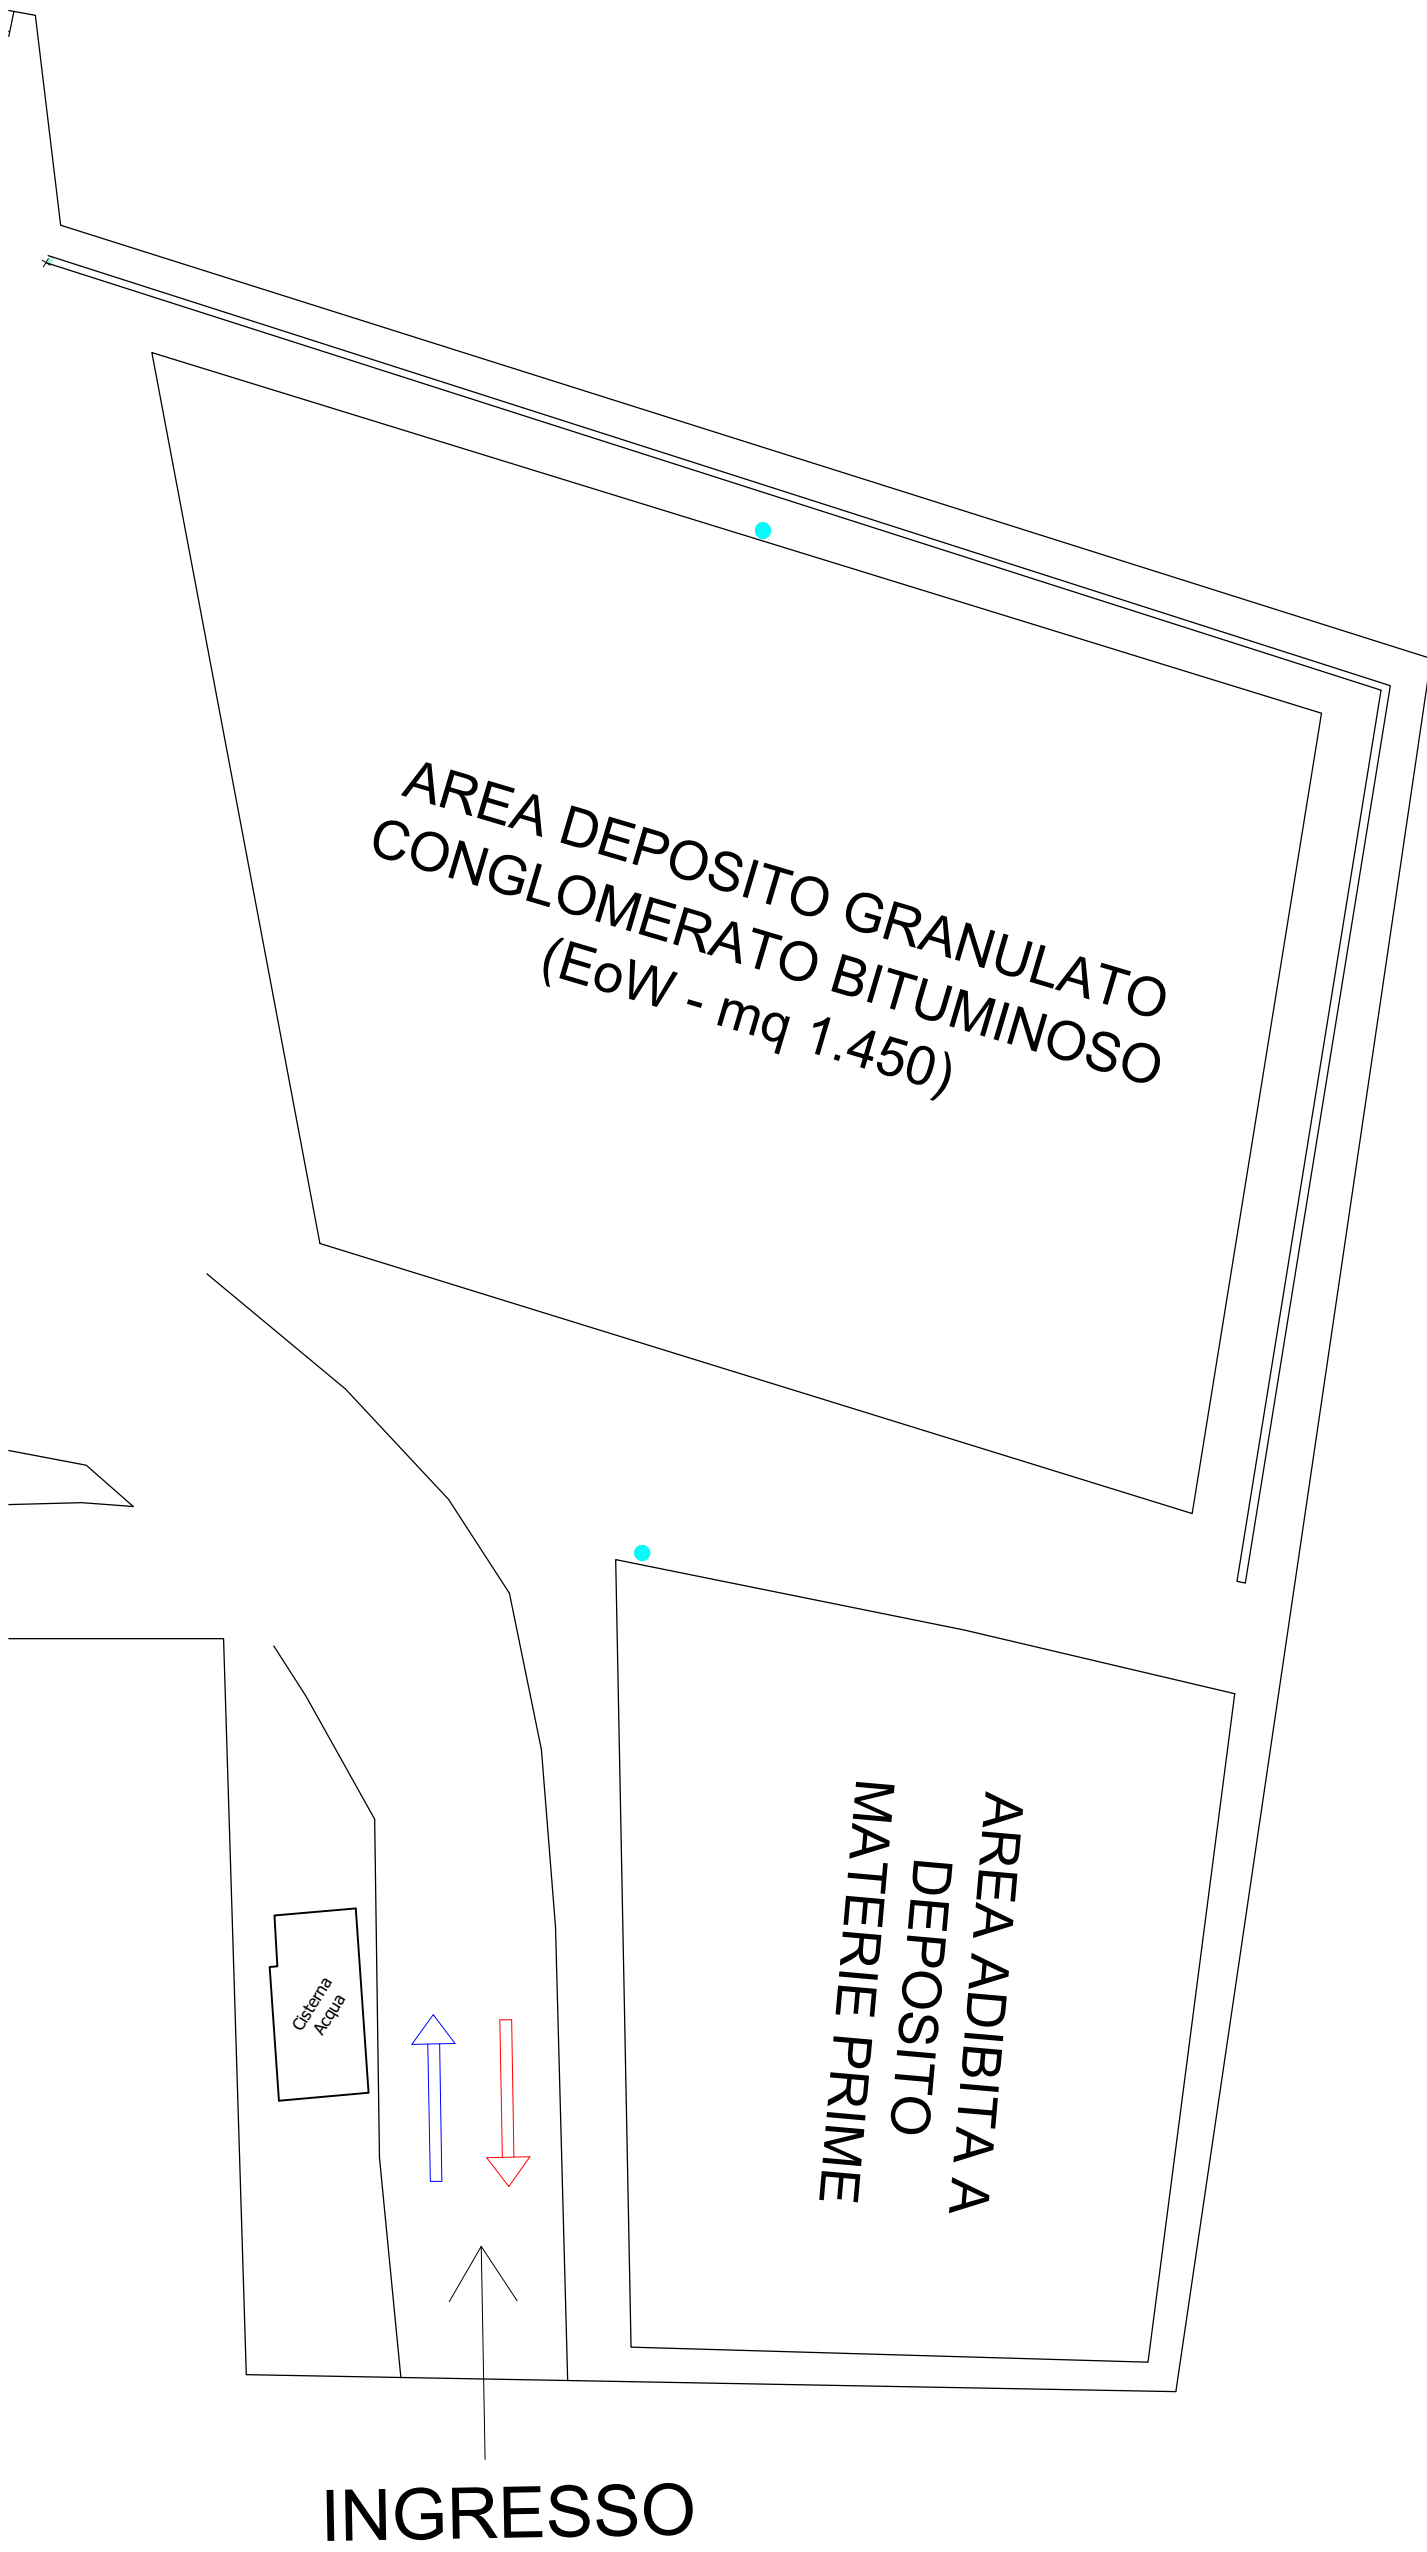 AREA DEPOSITO GRANULATO
CONGLOMERATO BITUMINOSO
(EoW - mq 1.450)
AREA ADIBITA A
DEPOSITO
MATERIE PRIME
Cisterna
Acqua
INGRESSO